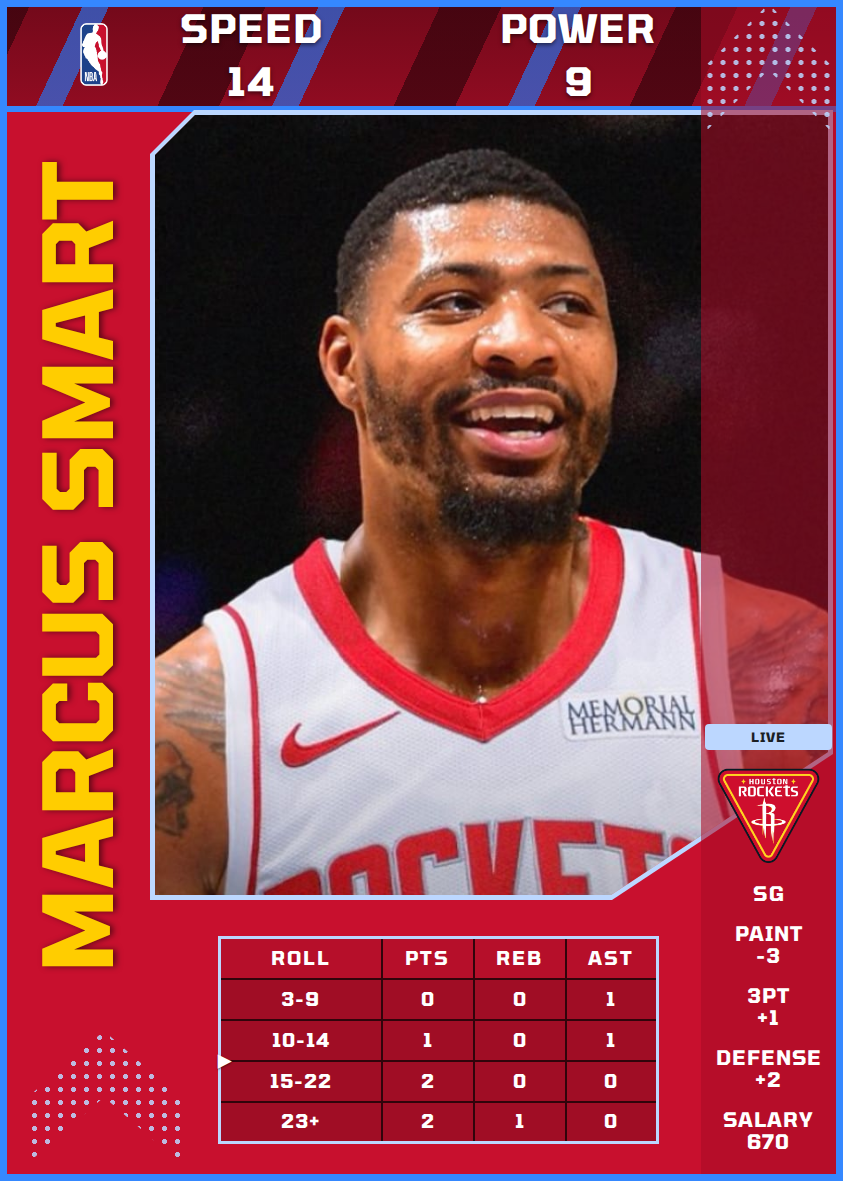 SPEED
14
POWER
9
NBA
MARCUS SMART
MEMORIAL
HERMANN
ROCKETS
LIVE
HOUSTON
ROCKETS
R
SG
PAINT
-3
3PT
+1
DEFENSE
+2
SALARY
670
ROLL PTS REB AST
3-9 0 0 1
10-14 1 0 1
15-22 2 0 0
23+ 2 1 0